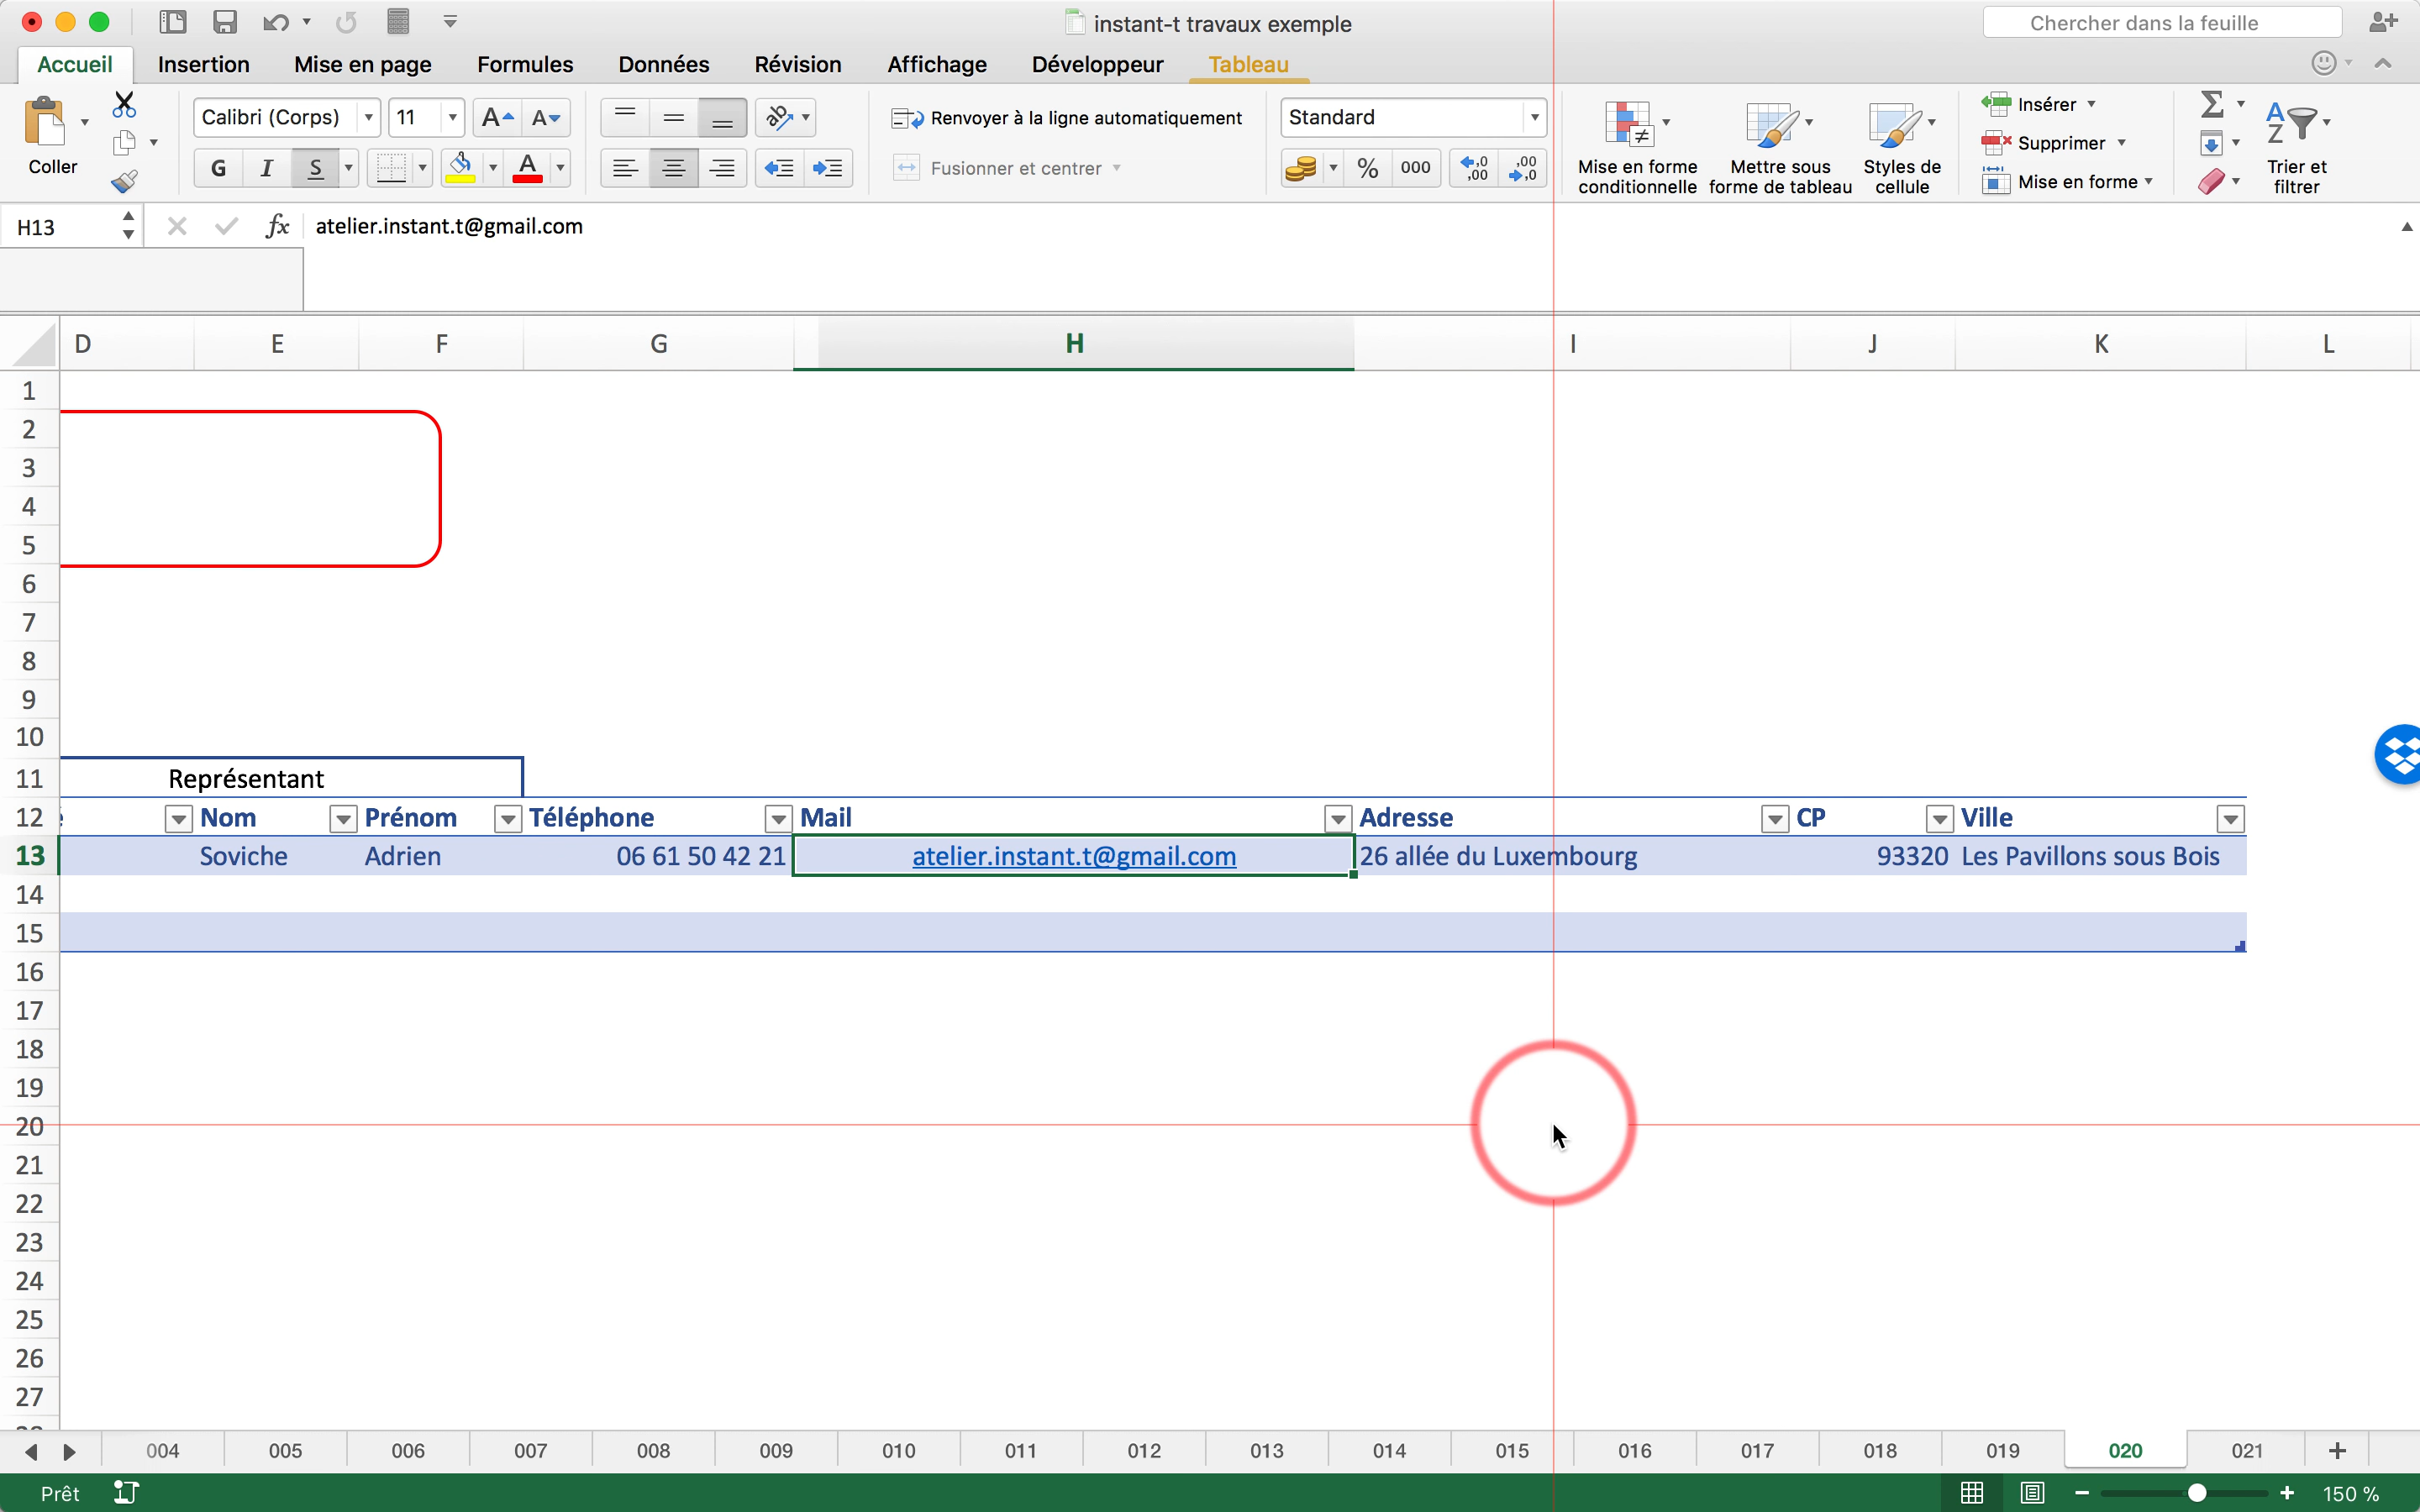 instant-t travaux exemple
Chercher dans la feuille
Accueil Insertion Mise en page Formules Données Révision Affichage Développeur Tableau
Coller
Calibri (Corps) 11
G I S A
Renvoyer à la ligne automatiquement
Fusionner et centrer
Standard
% 000
Mise en forme conditionnelle
Mettre sous forme de tableau
Styles de cellule
Insérer
Supprimer
Mise en forme
Trier et filtrer
H13 fx atelier.instant.t@gmail.com
D E F G H I J K L
1
2
3
4
5
6
7
8
9
10
11 Représentant
12 Nom Prénom Téléphone Mail Adresse CP Ville
13 Soviche Adrien 06 61 50 42 21 atelier.instant.t@gmail.com 26 allée du Luxembourg 93320 Les Pavillons sous Bois
14
15
16
17
18
19
20
21
22
23
24
25
26
27
004 005 006 007 008 009 010 011 012 013 014 015 016 017 018 019 020 021 +
Prêt 150 %